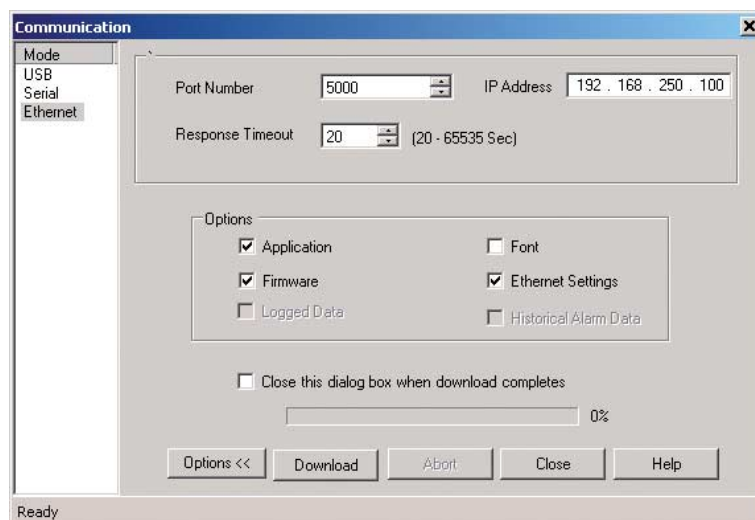 Communication
Mode
USB
Serial
Ethernet
Port Number 5000 IP Address 192 . 168 . 250 . 100
Response Timeout 20 (20 - 65535 Sec)
Options
Application Font
Firmware Ethernet Settings
Logged Data Historical Alarm Data
Close this dialog box when download completes
0%
Options << Download Abort Close Help
Ready